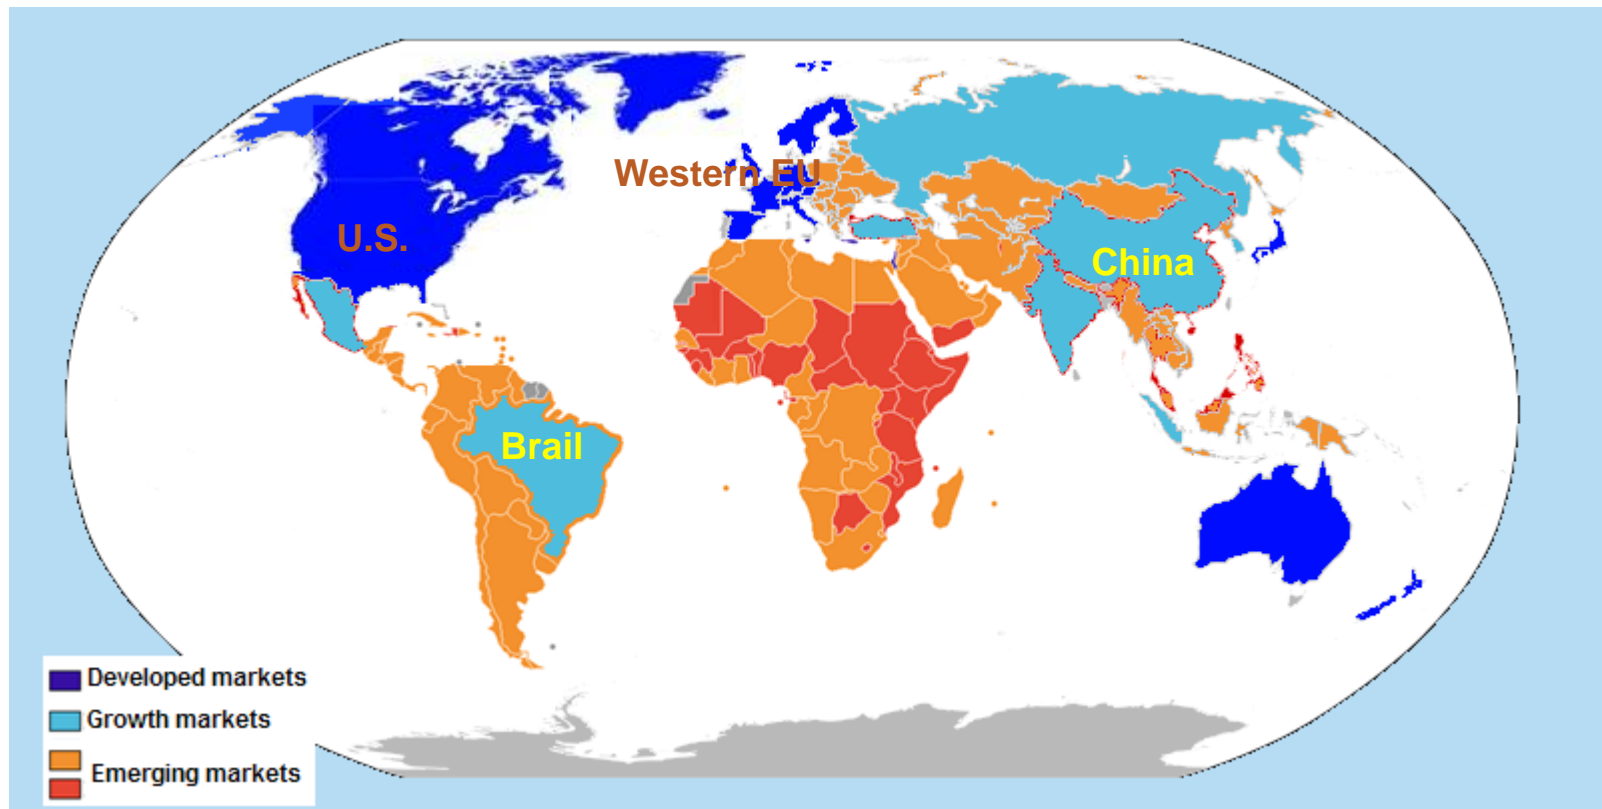 Western EU
U.S.
China
Brail
Developed markets
Growth markets
Emerging markets